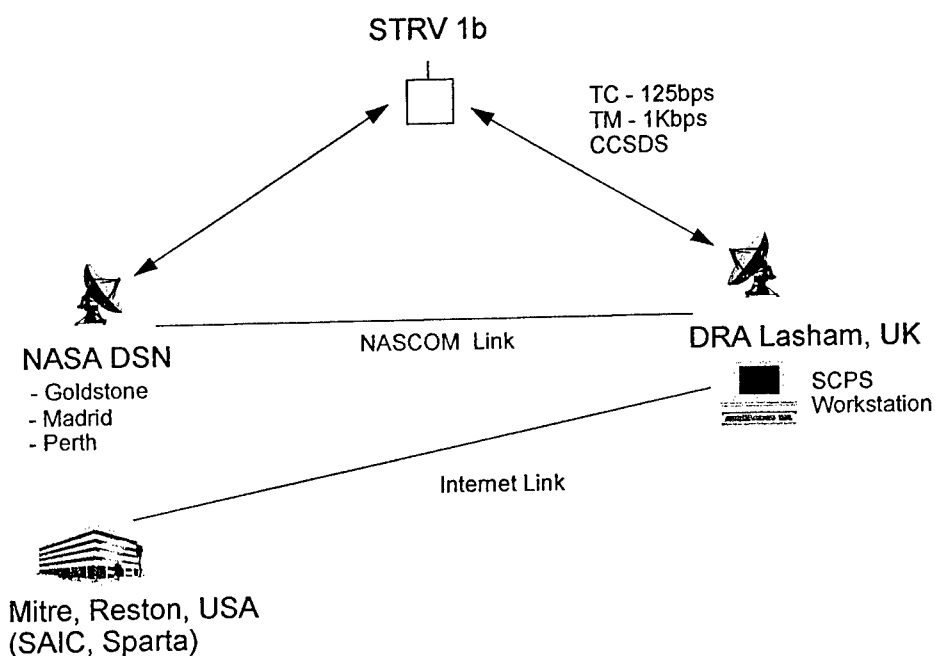 STRV 1b
TC - 125bps
TM - 1Kbps
CCSDS
NASA DSN
- Goldstone
- Madrid
- Perth
NASCOM Link
DRA Lasham, UK
SCPS
Workstation
Internet Link
Mitre, Reston, USA
(SAIC, Sparta)